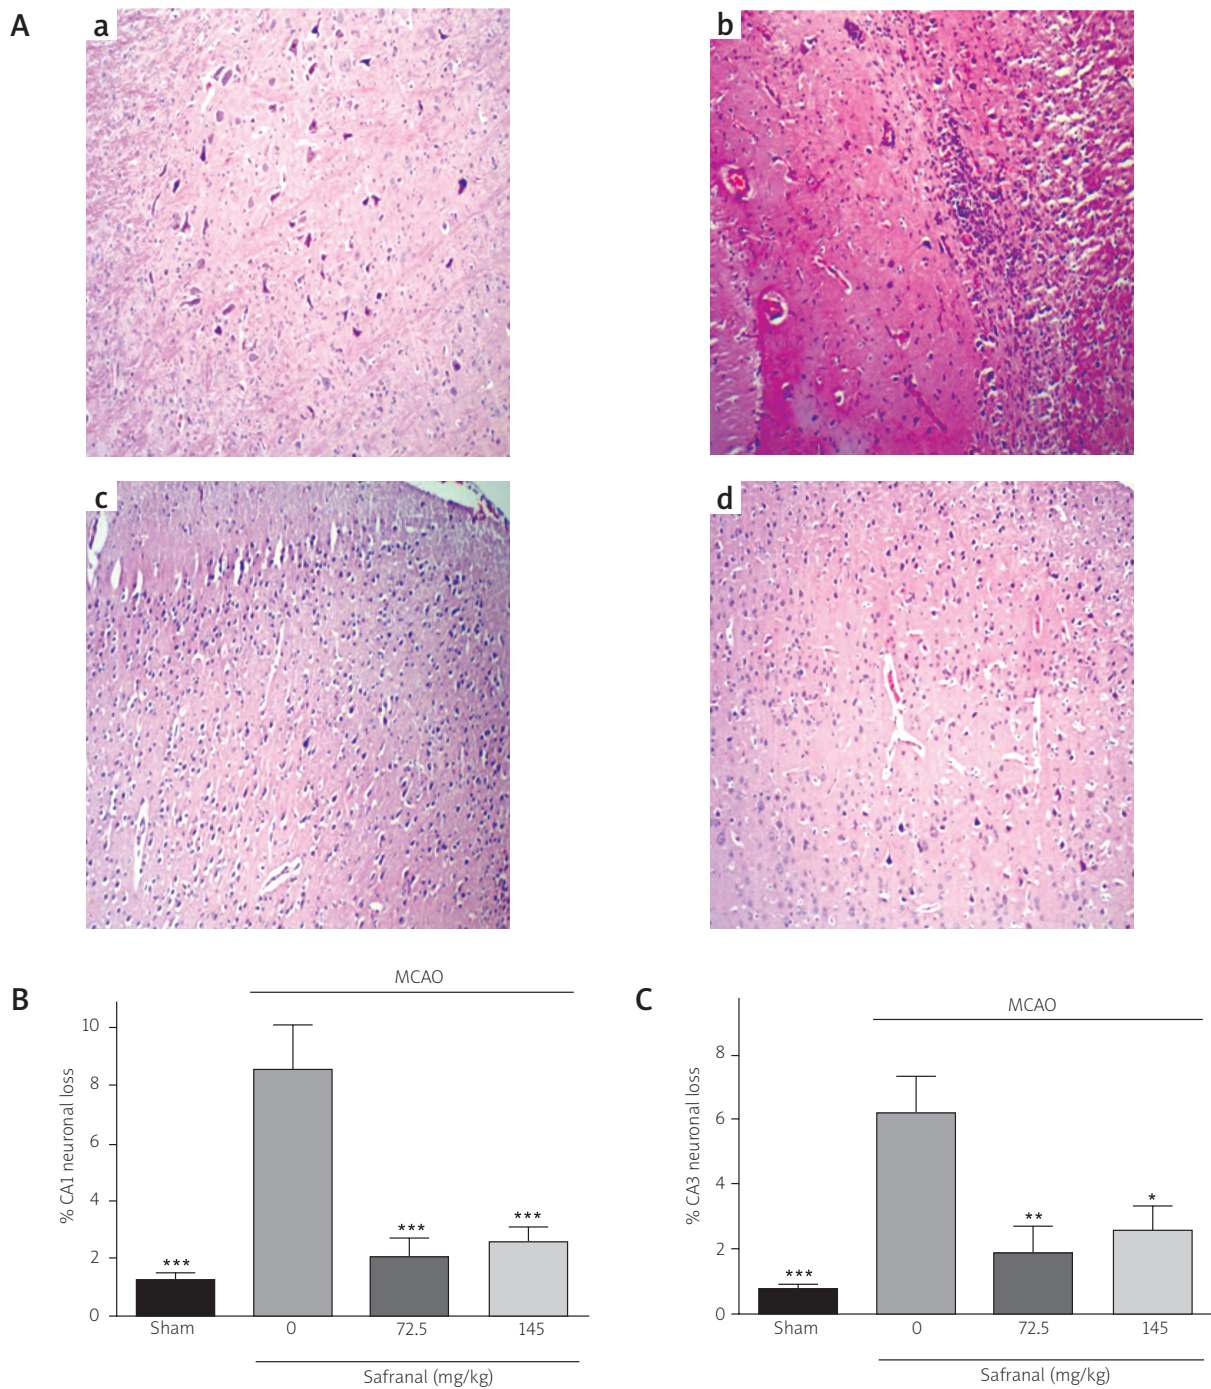 A
a
b
c
d
B
MCAO
% CA1 neuronal loss
10
8
6
4
2
0
***
***
***
Sham
0
72.5
145
Safranal (mg/kg)
C
MCAO
% CA3 neuronal loss
8
6
4
2
0
***
**
*
Sham
0
72.5
145
Safranal (mg/kg)